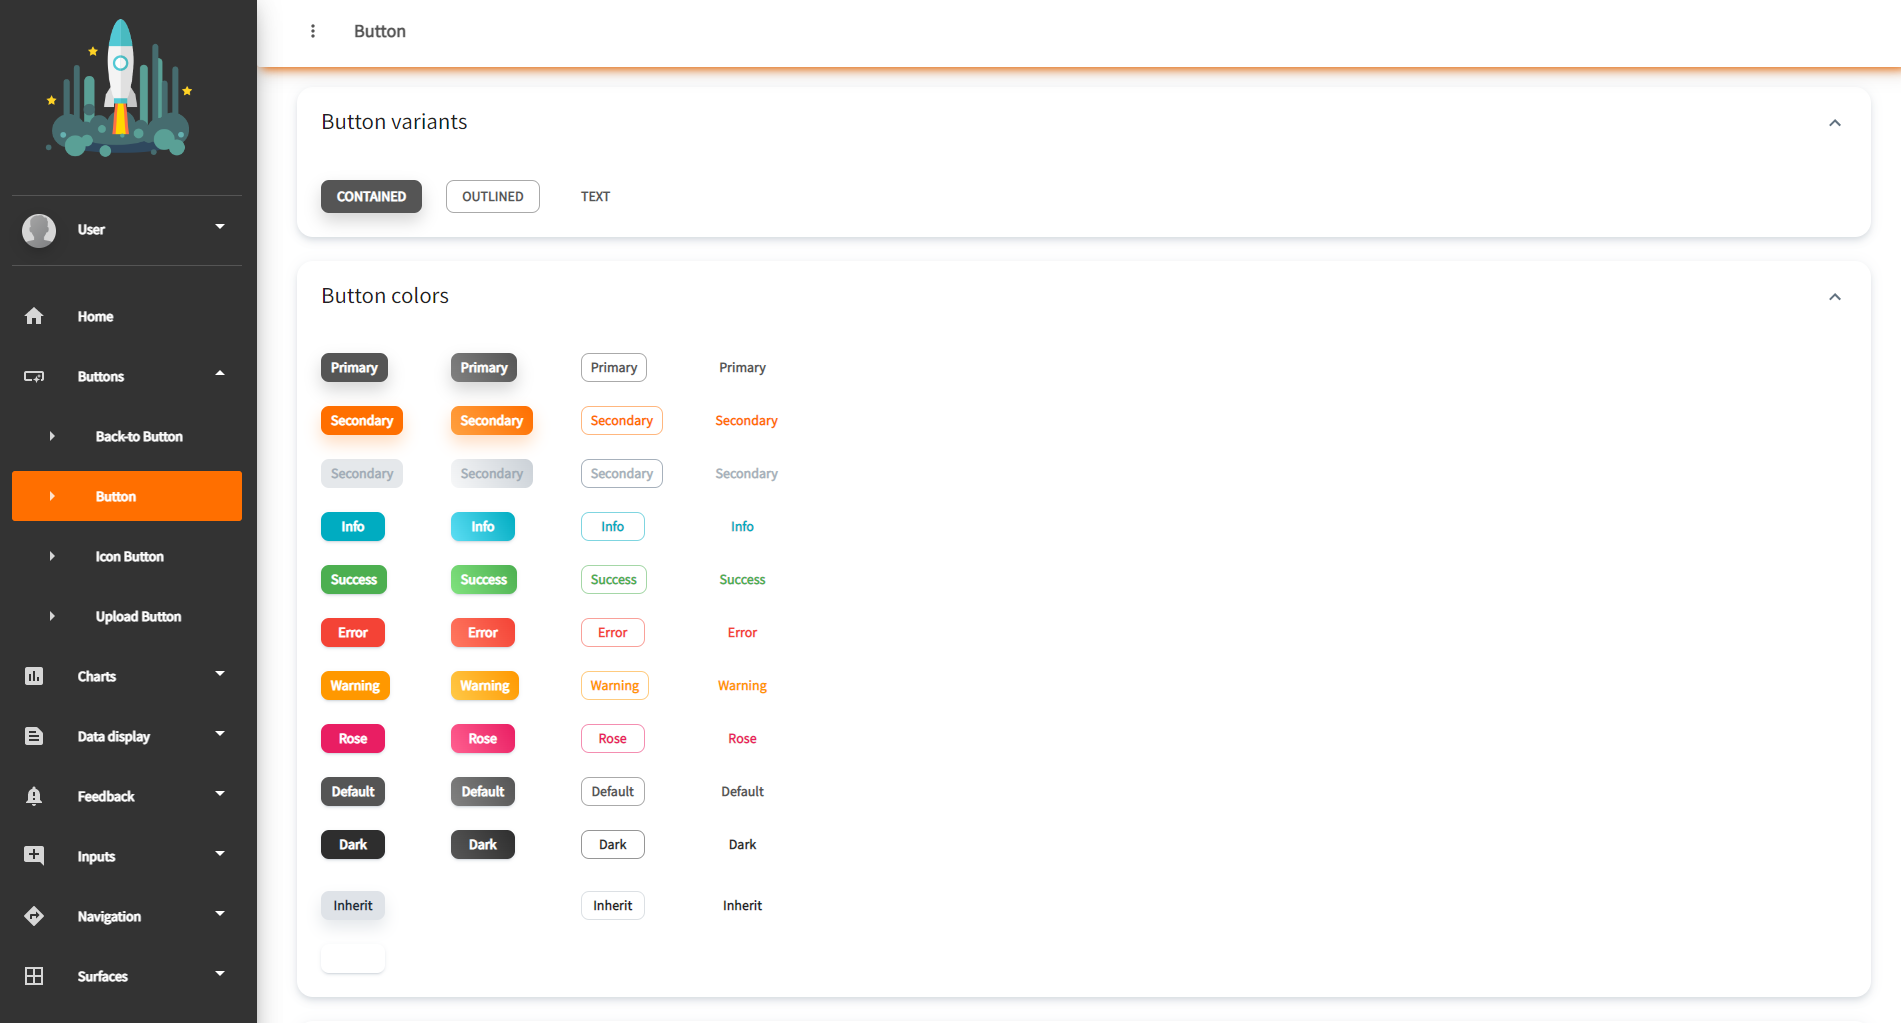 User
Home
Buttons
Back-to Button
Button
Icon Button
Upload Button
Charts
Data display
Feedback
Inputs
Navigation
Surfaces
Button
Button variants
CONTAINED OUTLINED TEXT
Button colors
Primary Primary Primary Primary
Secondary Secondary Secondary Secondary
Secondary Secondary Secondary Secondary
Info Info Info Info
Success Success Success Success
Error Error Error Error
Warning Warning Warning Warning
Rose Rose Rose Rose
Default Default Default Default
Dark Dark Dark Dark
Inherit Inherit Inherit